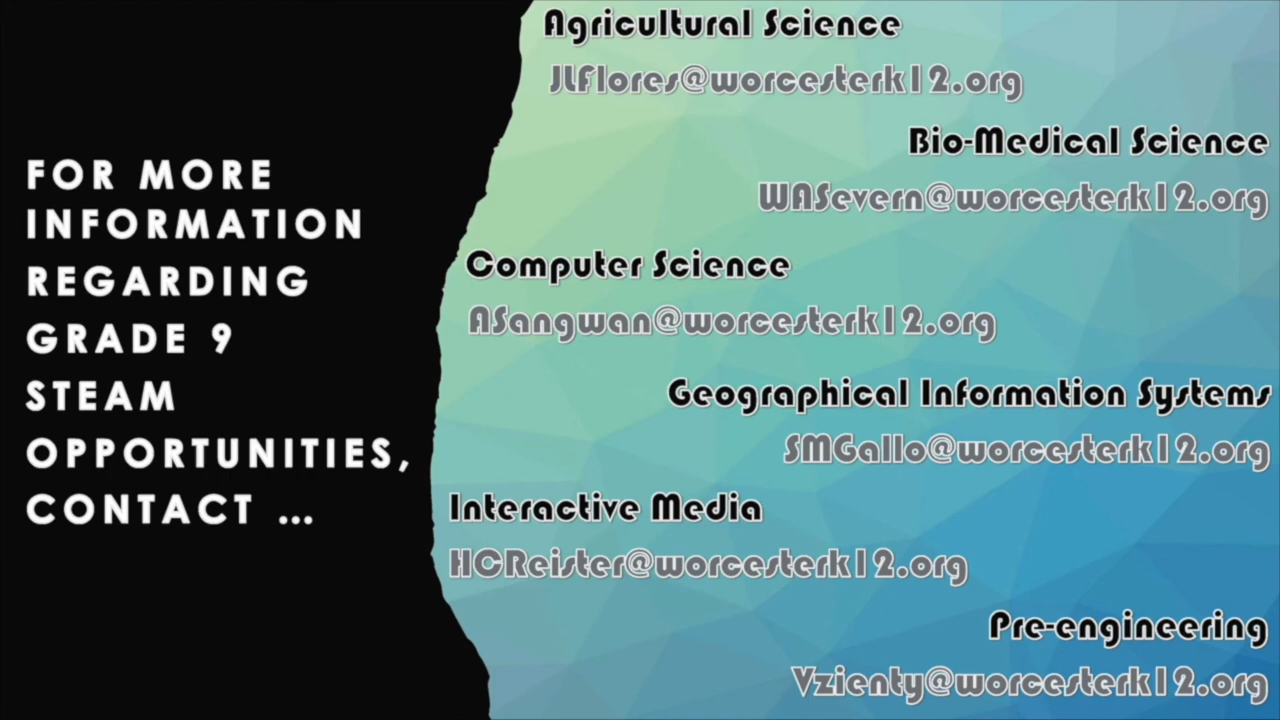 FOR MORE
INFORMATION
REGARDING
GRADE 9
STEAM
OPPORTUNITIES,
CONTACT ...
Agricultural Science
JLFlores@worcesterk12.org
Bio-Medical Science
WASevern@worcesterk12.org
Computer Science
ASangwan@worcesterk12.org
Geographical Information Systems
SMGallo@worcesterk12.org
Interactive Media
HCReister@worcesterk12.org
Pre-engineering
Vzienty@worcesterk12.org